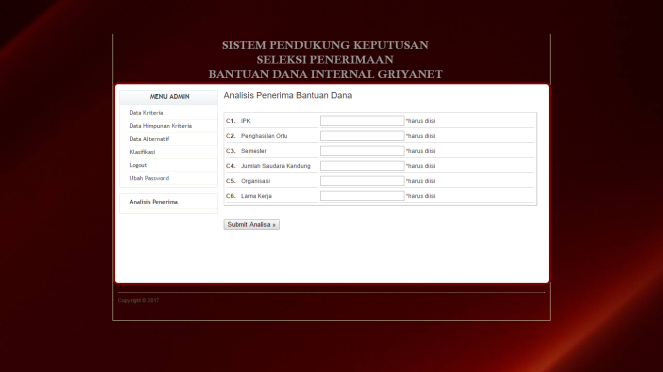 SISTEM PENDUKUNG KEPUTUSAN
SELEKSI PENERIMAAN
BANTUAN DANA INTERNAL GRIYANET
MENU ADMIN
Data Kriteria
Data Himpunan Kriteria
Data Alternatif
Klasifikasi
Logout
Ubah Password
Analisis Penerima
Analisis Penerima Bantuan Dana
C1. IPK *harus diisi
C2. Penghasilan Ortu *harus diisi
C3. Semester *harus diisi
C4. Jumlah Saudara Kandung *harus diisi
C5. Organisasi *harus diisi
C6. Lama Kerja *harus diisi
Submit Analisa »
Copyright © 2017